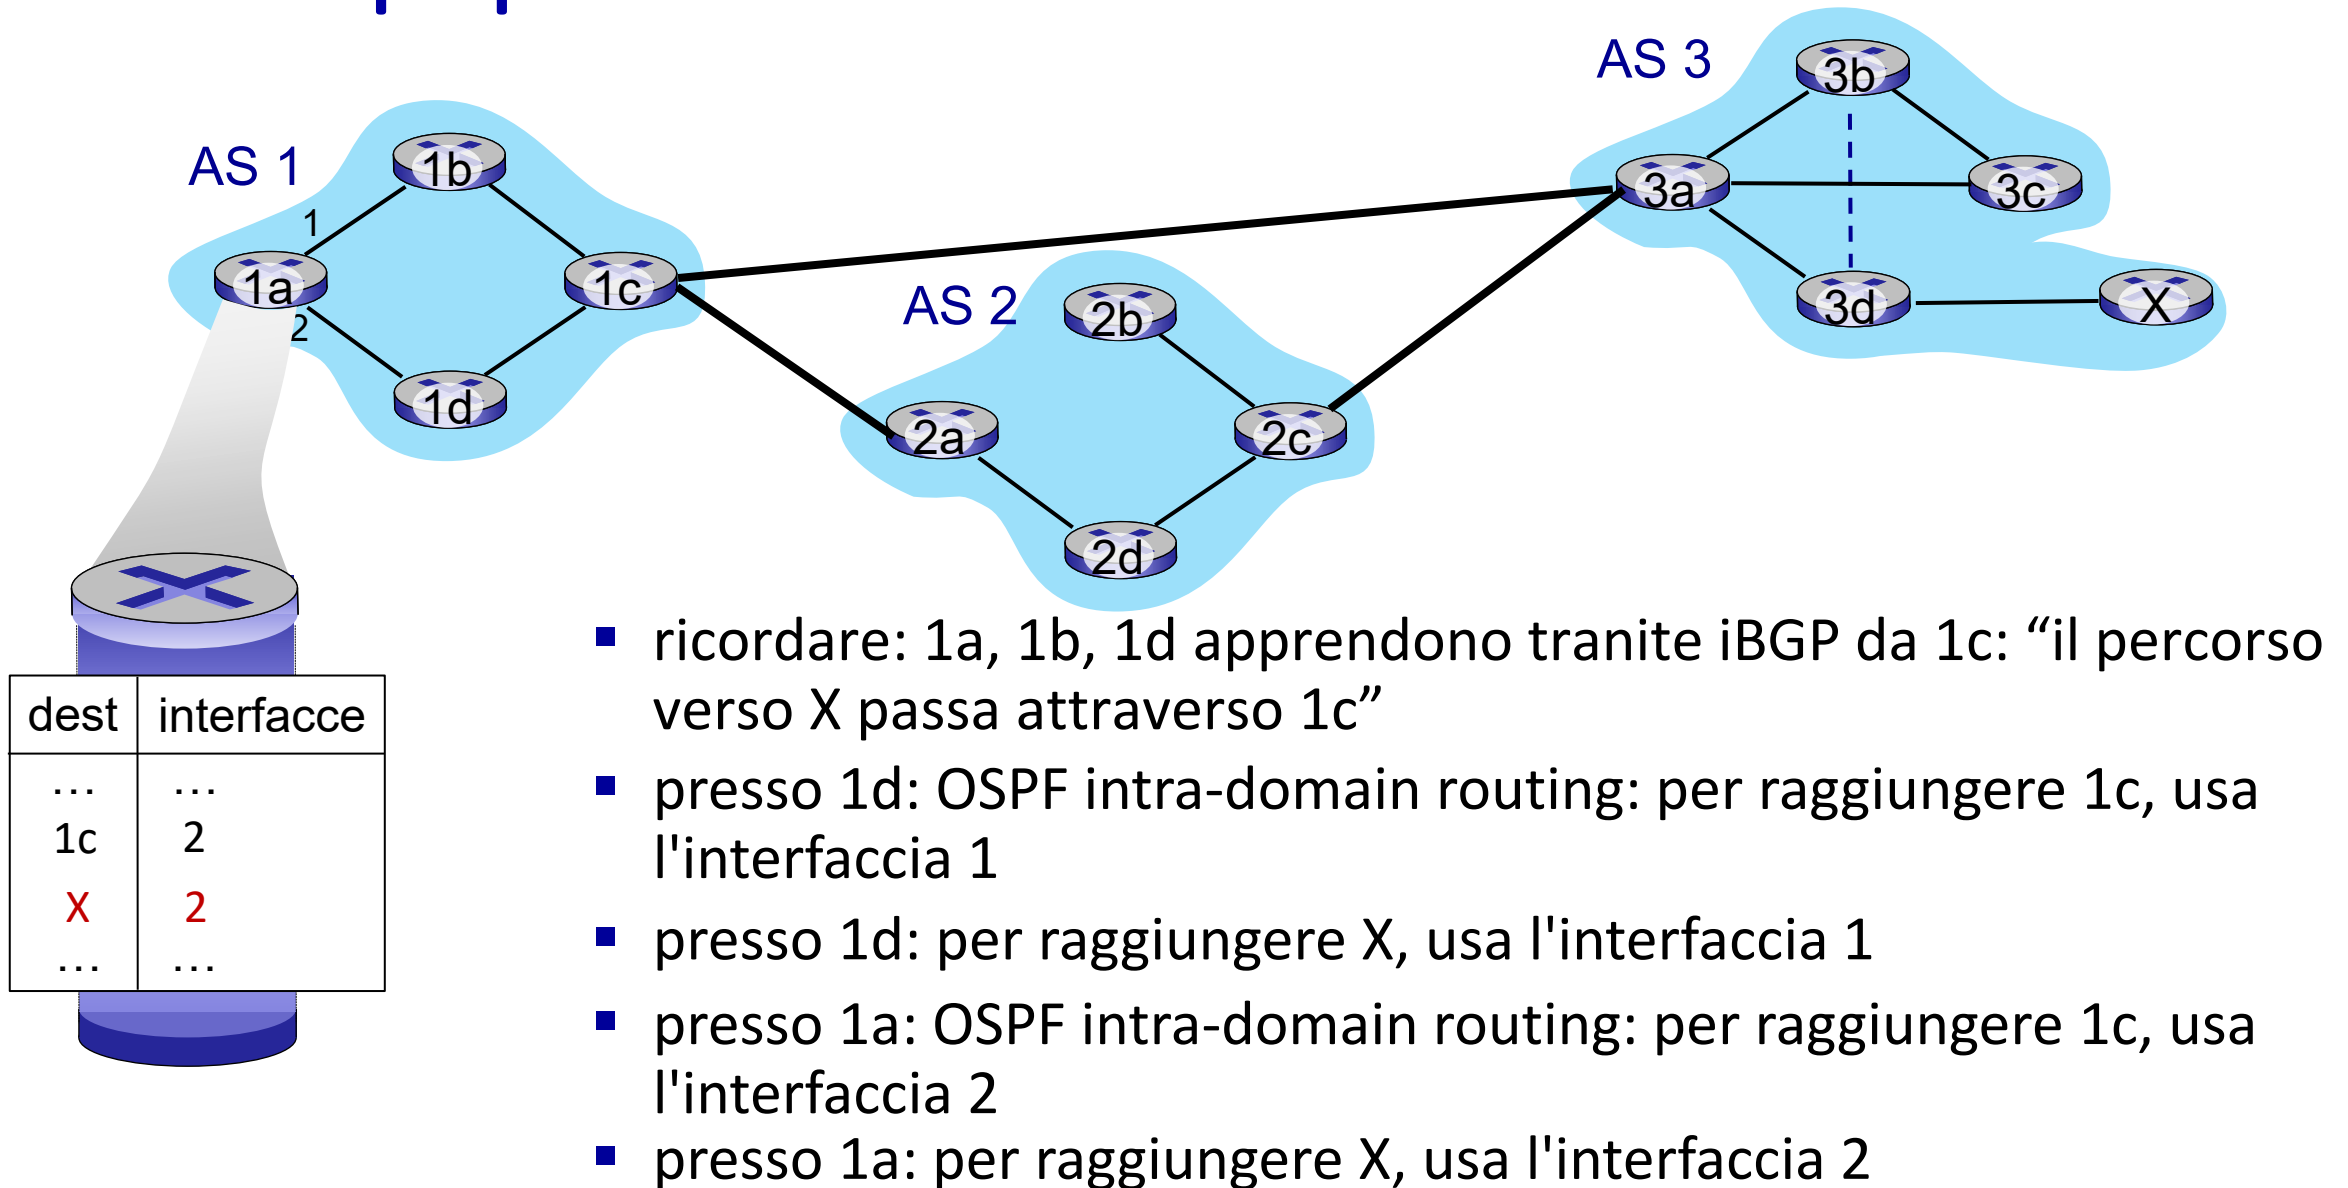 AS 3
3b
AS 1
1b
3a
3c
1
1a
1c
AS 2
2b
3d
X
2
1d
2a
2c
2d
ricordare: 1a, 1b, 1d apprendono tranite iBGP da 1c: “il percorso
verso X passa attraverso 1c”
dest interfacce
… …
1c 2
X 2
… …
presso 1d: OSPF intra-domain routing: per raggiungere 1c, usa
l'interfaccia 1
presso 1d: per raggiungere X, usa l'interfaccia 1
presso 1a: OSPF intra-domain routing: per raggiungere 1c, usa
l'interfaccia 2
presso 1a: per raggiungere X, usa l'interfaccia 2